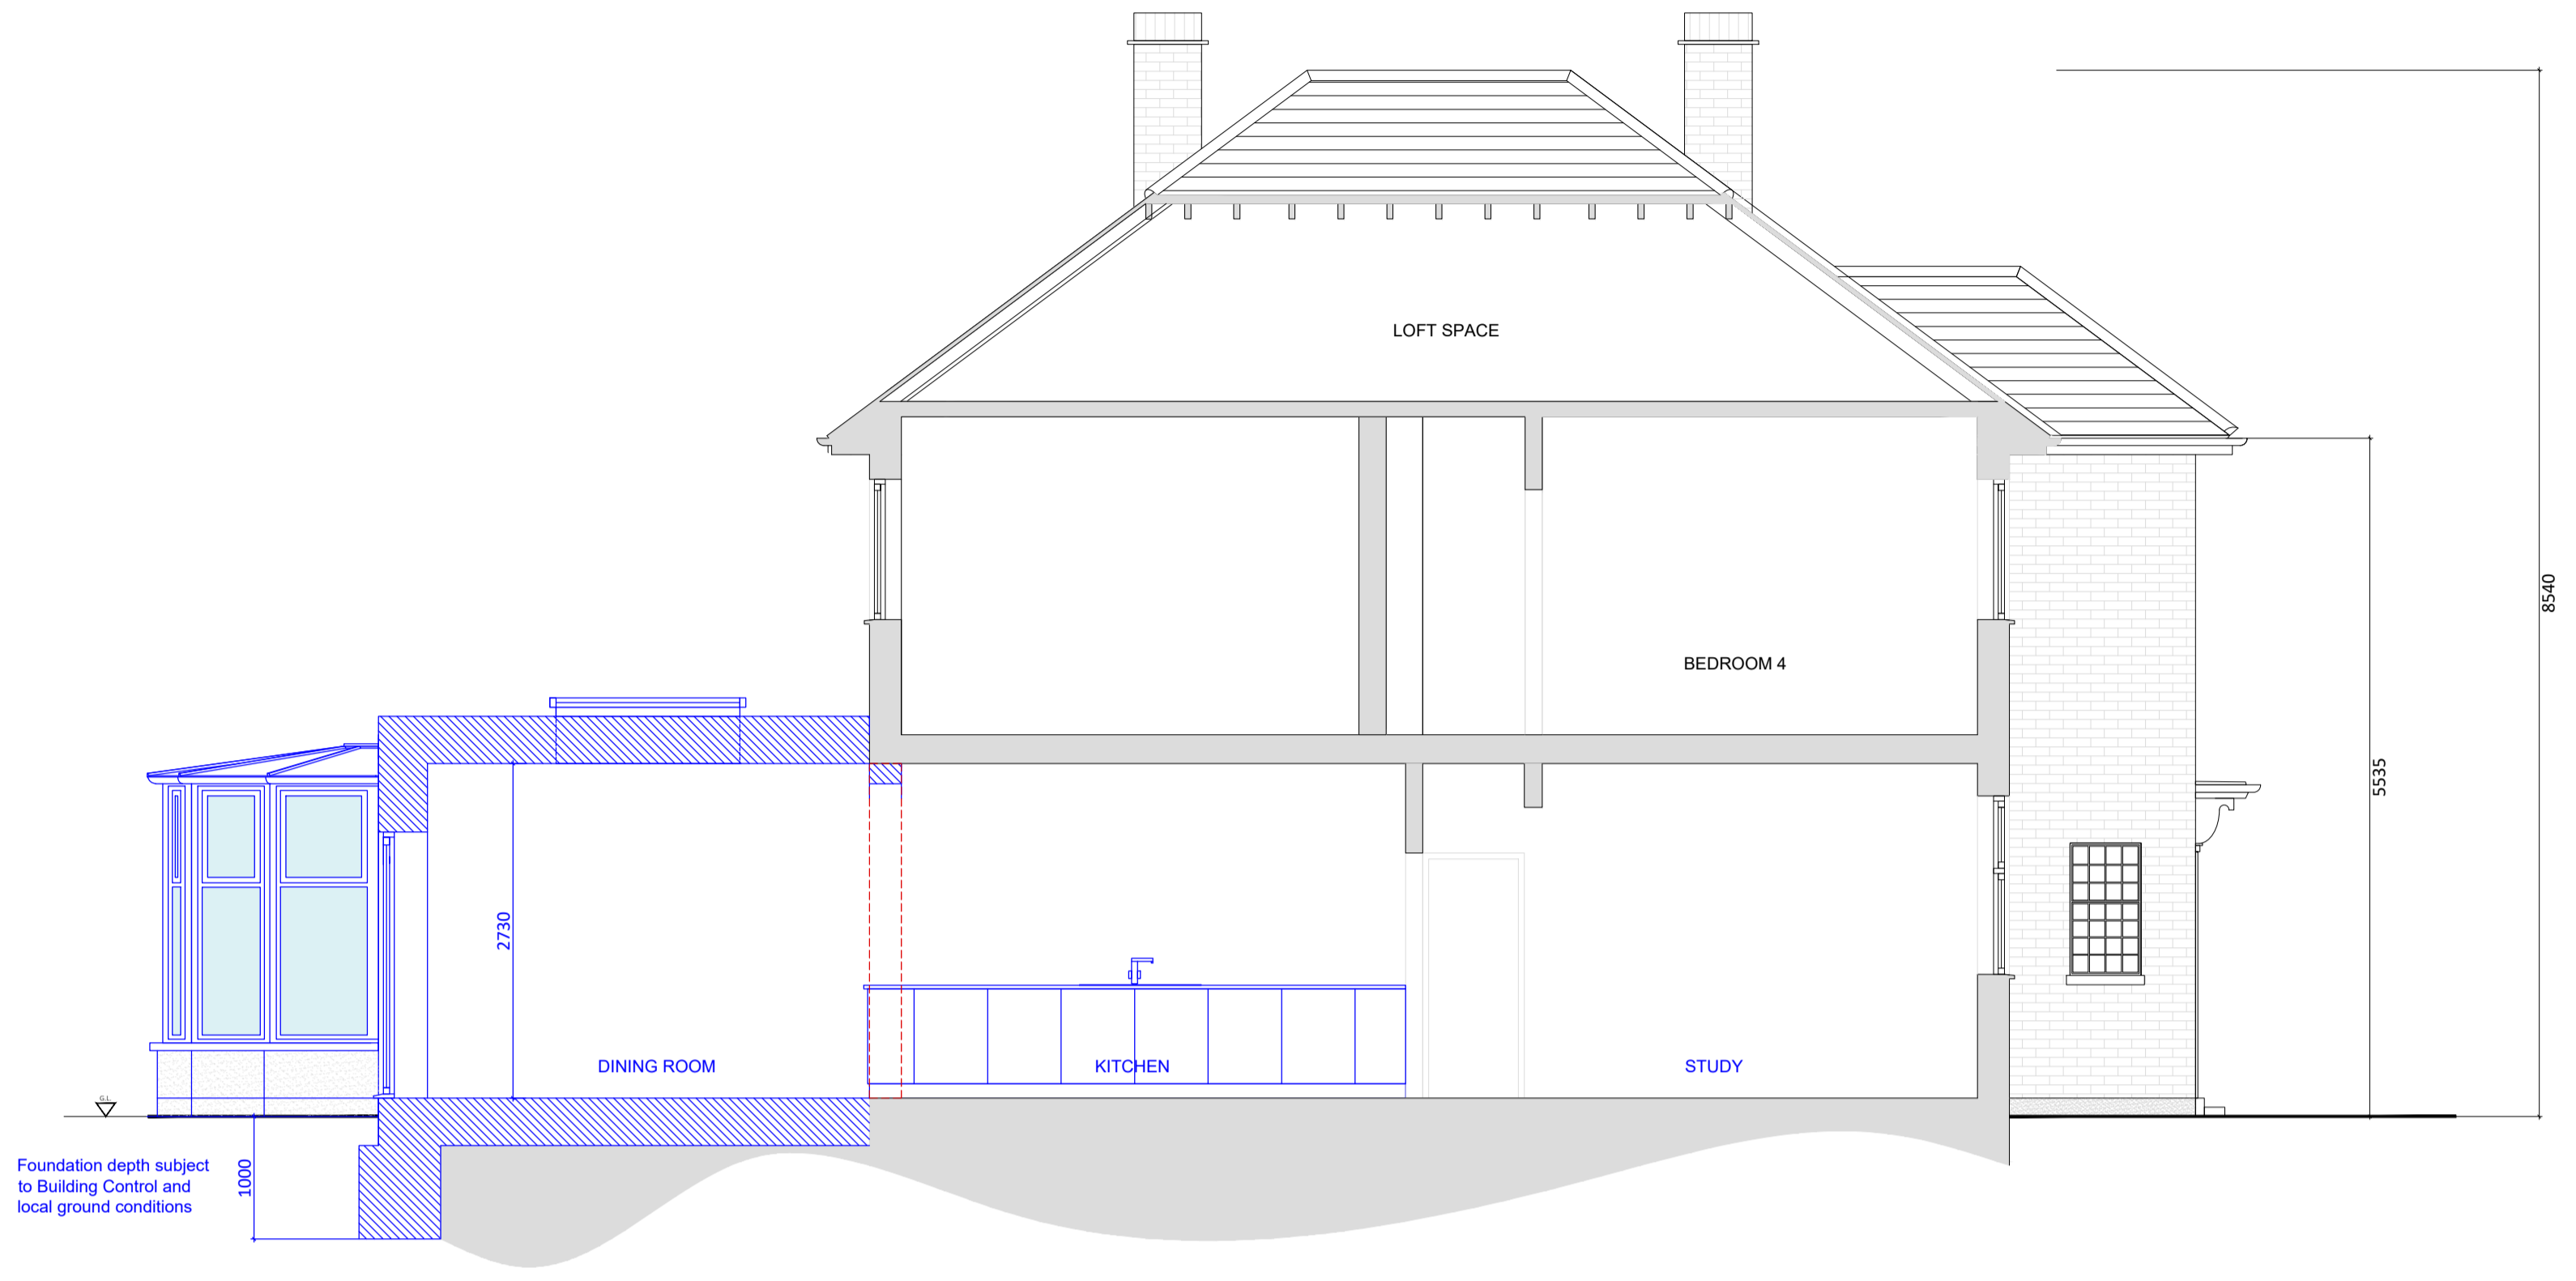 LOFT SPACE
8540
BEDROOM 4
5535
2730
DINING ROOM
KITCHEN
STUDY
G.L.
Foundation depth subject
to Building Control and
local ground conditions
1000